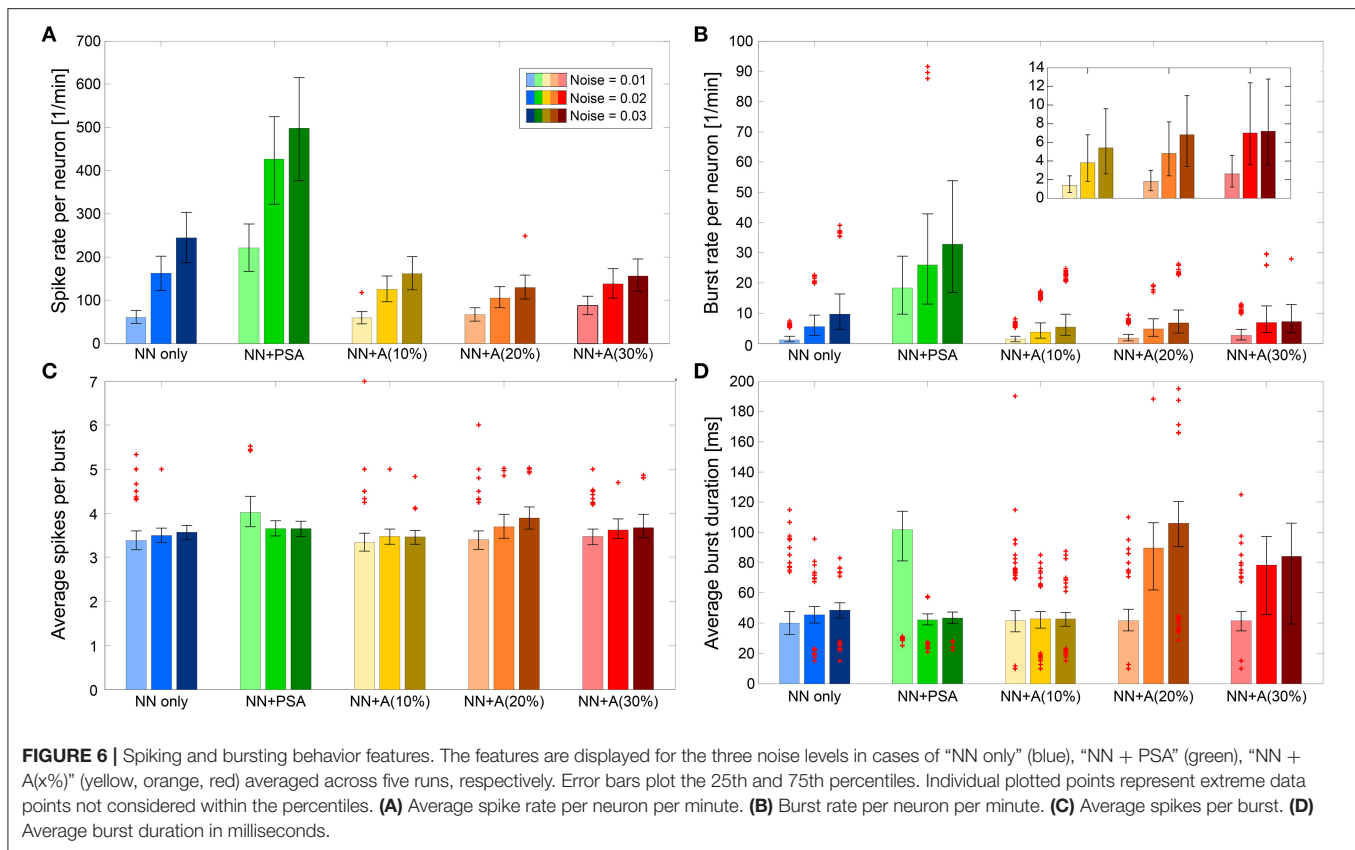 A
B
700
600
500
400
300
200
100
0
Spike rate per neuron [1/min]
Noise = 0.01
Noise = 0.02
Noise = 0.03
NN only NN+PSA NN+A(10%) NN+A(20%) NN+A(30%)
100
90
80
70
60
50
40
30
20
10
0
Burst rate per neuron [1/min]
14
12
10
8
6
4
2
0
NN only NN+PSA NN+A(10%) NN+A(20%) NN+A(30%)
C
D
7
6
5
4
3
2
1
0
Average spikes per burst
NN only NN+PSA NN+A(10%) NN+A(20%) NN+A(30%)
200
180
160
140
120
100
80
60
40
20
0
Average burst duration [ms]
NN only NN+PSA NN+A(10%) NN+A(20%) NN+A(30%)
FIGURE 6 | Spiking and bursting behavior features. The features are displayed for the three noise levels in cases of “NN only” (blue), “NN + PSA” (green), “NN +
A(x%)” (yellow, orange, red) averaged across five runs, respectively. Error bars plot the 25th and 75th percentiles. Individual plotted points represent extreme data
points not considered within the percentiles. (A) Average spike rate per neuron per minute. (B) Burst rate per neuron per minute. (C) Average spikes per burst. (D)
Average burst duration in milliseconds.